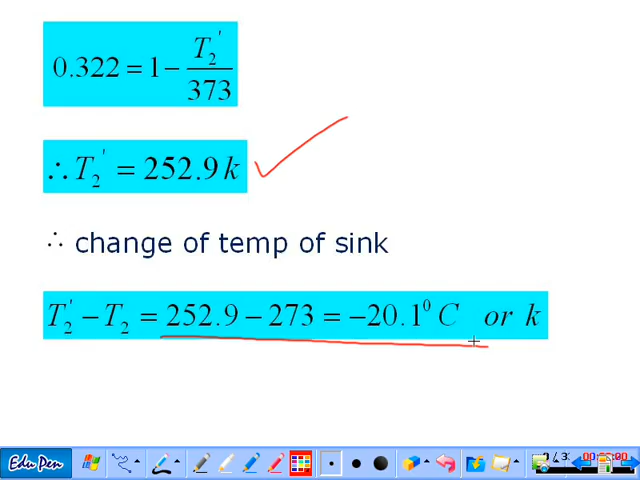 0.322 = 1 − T₂' / 373
∴ T₂' = 252.9 k
∴ change of temp of sink
T₂' − T₂ = 252.9 − 273 = −20.1⁰ C or k
Edu Pen